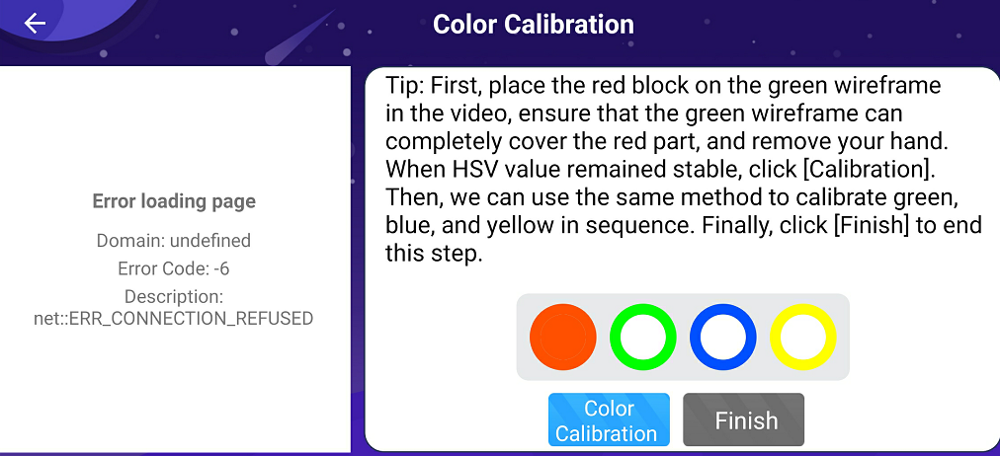 Color Calibration
Error loading page
Domain: undefined
Error Code: -6
Description:
net::ERR_CONNECTION_REFUSED
Tip: First, place the red block on the green wireframe
in the video, ensure that the green wireframe can
completely cover the red part, and remove your hand.
When HSV value remained stable, click [Calibration].
Then, we can use the same method to calibrate green,
blue, and yellow in sequence. Finally, click [Finish] to end
this step.
Color
Calibration
Finish